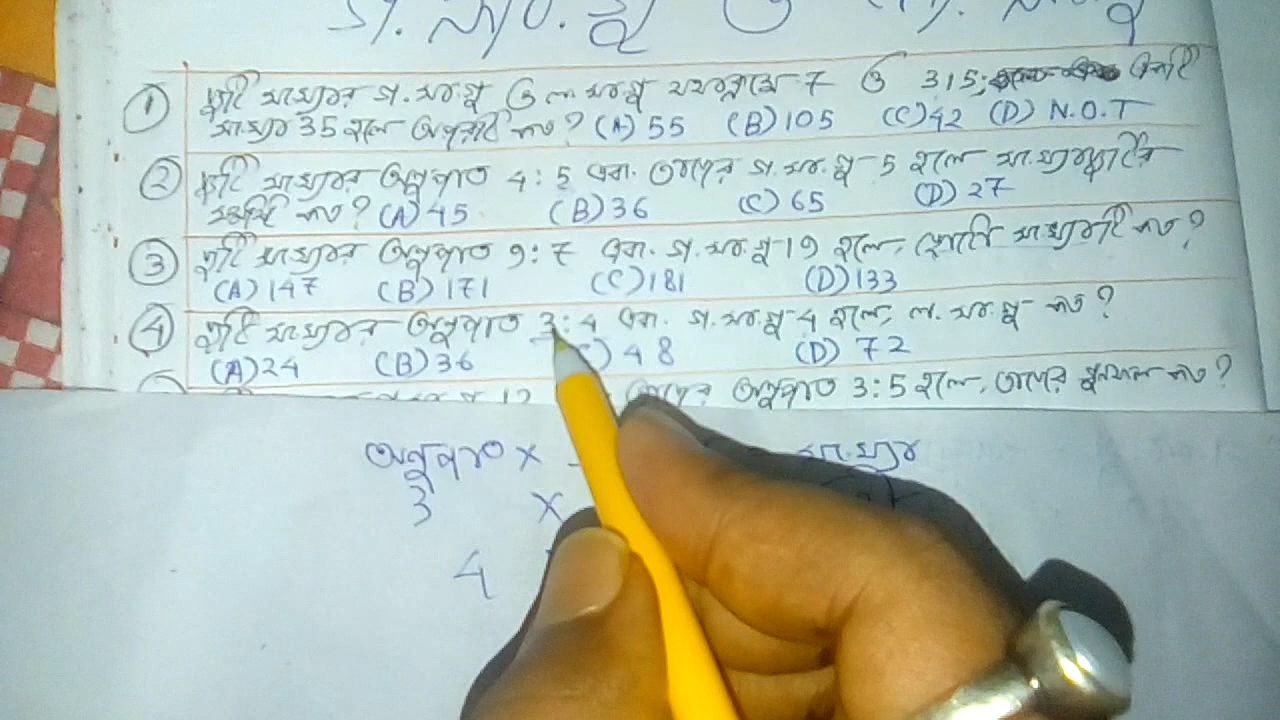 ① দুটি সংখ্যার গ.সা.গু ও ল.সা.গু যথাক্রমে 7 ও 315; একটি
সংখ্যা 35 হলে অপরটি কত? (A) 55 (B) 105 (C) 42 (D) N.O.T
② দুটি সংখ্যার অনুপাত 4:5 এবং তাদের গ.সা.গু 5 হলে সংখ্যাদুটির
সমষ্টি কত? (A) 45 (B) 36 (C) 65 (D) 27
③ দুটি সংখ্যার অনুপাত 9:7 এবং গ.সা.গু 19 হলে, ছোটো সংখ্যাটি কত?
(A) 147 (B) 171 (C) 181 (D) 133
④ দুটি সংখ্যার অনুপাত 3:4 এবং গ.সা.গু 4 হলে, ল.সা.গু কত?
(A) 24 (B) 36 C) 48 (D) 72
12 তাদের অনুপাত 3:5 হলে, তাদের গুনফল কত?
অনুপাত × সংখ্যা
3 ×
4